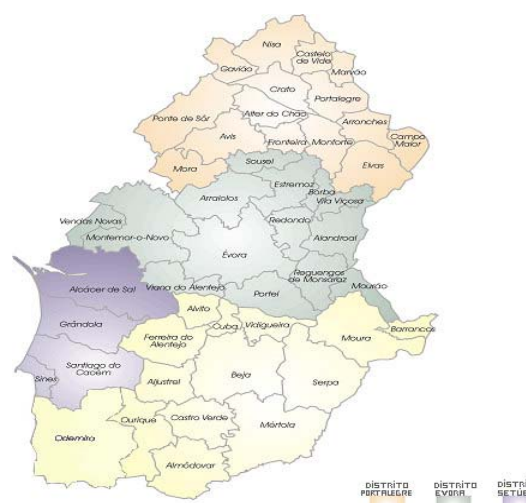 Nisa
Castelo
de Vide
Gavião
Marvão
Crato
Portalegre
Ponte de Sôr
Alter do Chão
Arronches
Avis
Fronteira
Monforte
Campo
Maior
Mora
Elvas
Sousel
Estremoz
Borba
Vila Viçosa
Arraiolos
Vendas Novas
Redondo
Montemor-o-Novo
Alandroal
Évora
Reguengos
de Monsaraz
Alcácer de Sal
Viana do Alentejo
Mourão
Portel
Alvito
Grândola
Cuba
Vidigueira
Barrancos
Ferreira do
Alentejo
Moura
Santiago do
Cacém
Sines
Aljustrel
Beja
Serpa
Ourique
Castro Verde
Odemira
Mértola
Almôdovar
DISTRITO
PORTALEGRE
DISTRITO
EVORA